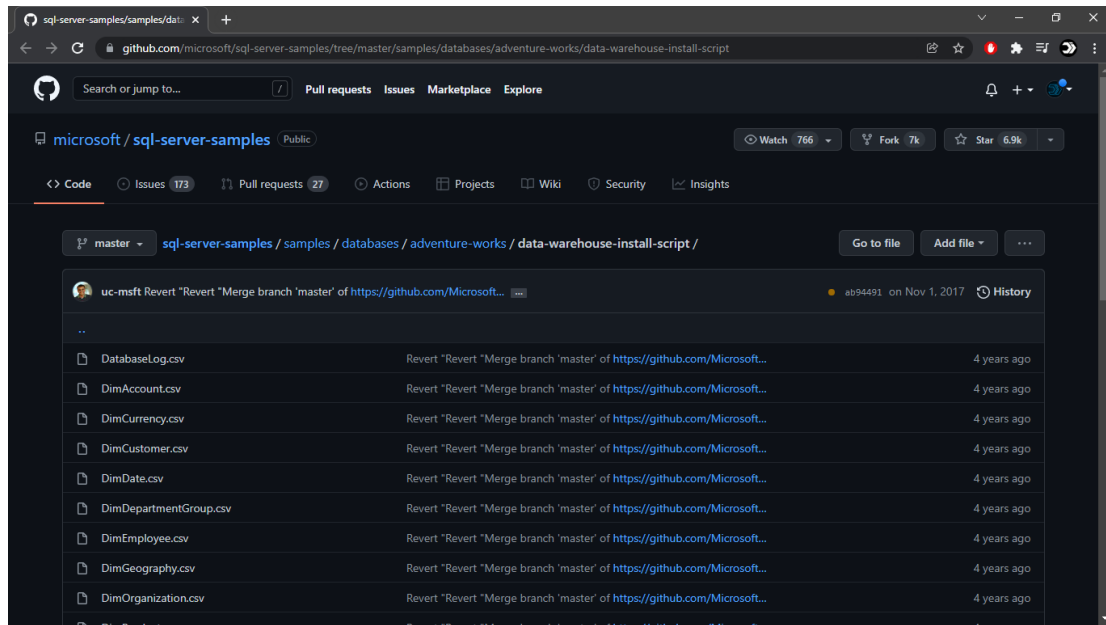 sql-server-samples/samples/data
github.com/microsoft/sql-server-samples/tree/master/samples/databases/adventure-works/data-warehouse-install-script
Search or jump to... / Pull requests Issues Marketplace Explore
microsoft / sql-server-samples Public Watch 766 Fork 7k Star 6.9k
Code Issues 173 Pull requests 27 Actions Projects Wiki Security Insights
master sql-server-samples / samples / databases / adventure-works / data-warehouse-install-script / Go to file Add file ...
uc-msft Revert "Revert "Merge branch 'master' of https://github.com/Microsoft... ... ab94491 on Nov 1, 2017 History
..
DatabaseLog.csv Revert "Revert "Merge branch 'master' of https://github.com/Microsoft... 4 years ago
DimAccount.csv Revert "Revert "Merge branch 'master' of https://github.com/Microsoft... 4 years ago
DimCurrency.csv Revert "Revert "Merge branch 'master' of https://github.com/Microsoft... 4 years ago
DimCustomer.csv Revert "Revert "Merge branch 'master' of https://github.com/Microsoft... 4 years ago
DimDate.csv Revert "Revert "Merge branch 'master' of https://github.com/Microsoft... 4 years ago
DimDepartmentGroup.csv Revert "Revert "Merge branch 'master' of https://github.com/Microsoft... 4 years ago
DimEmployee.csv Revert "Revert "Merge branch 'master' of https://github.com/Microsoft... 4 years ago
DimGeography.csv Revert "Revert "Merge branch 'master' of https://github.com/Microsoft... 4 years ago
DimOrganization.csv Revert "Revert "Merge branch 'master' of https://github.com/Microsoft... 4 years ago